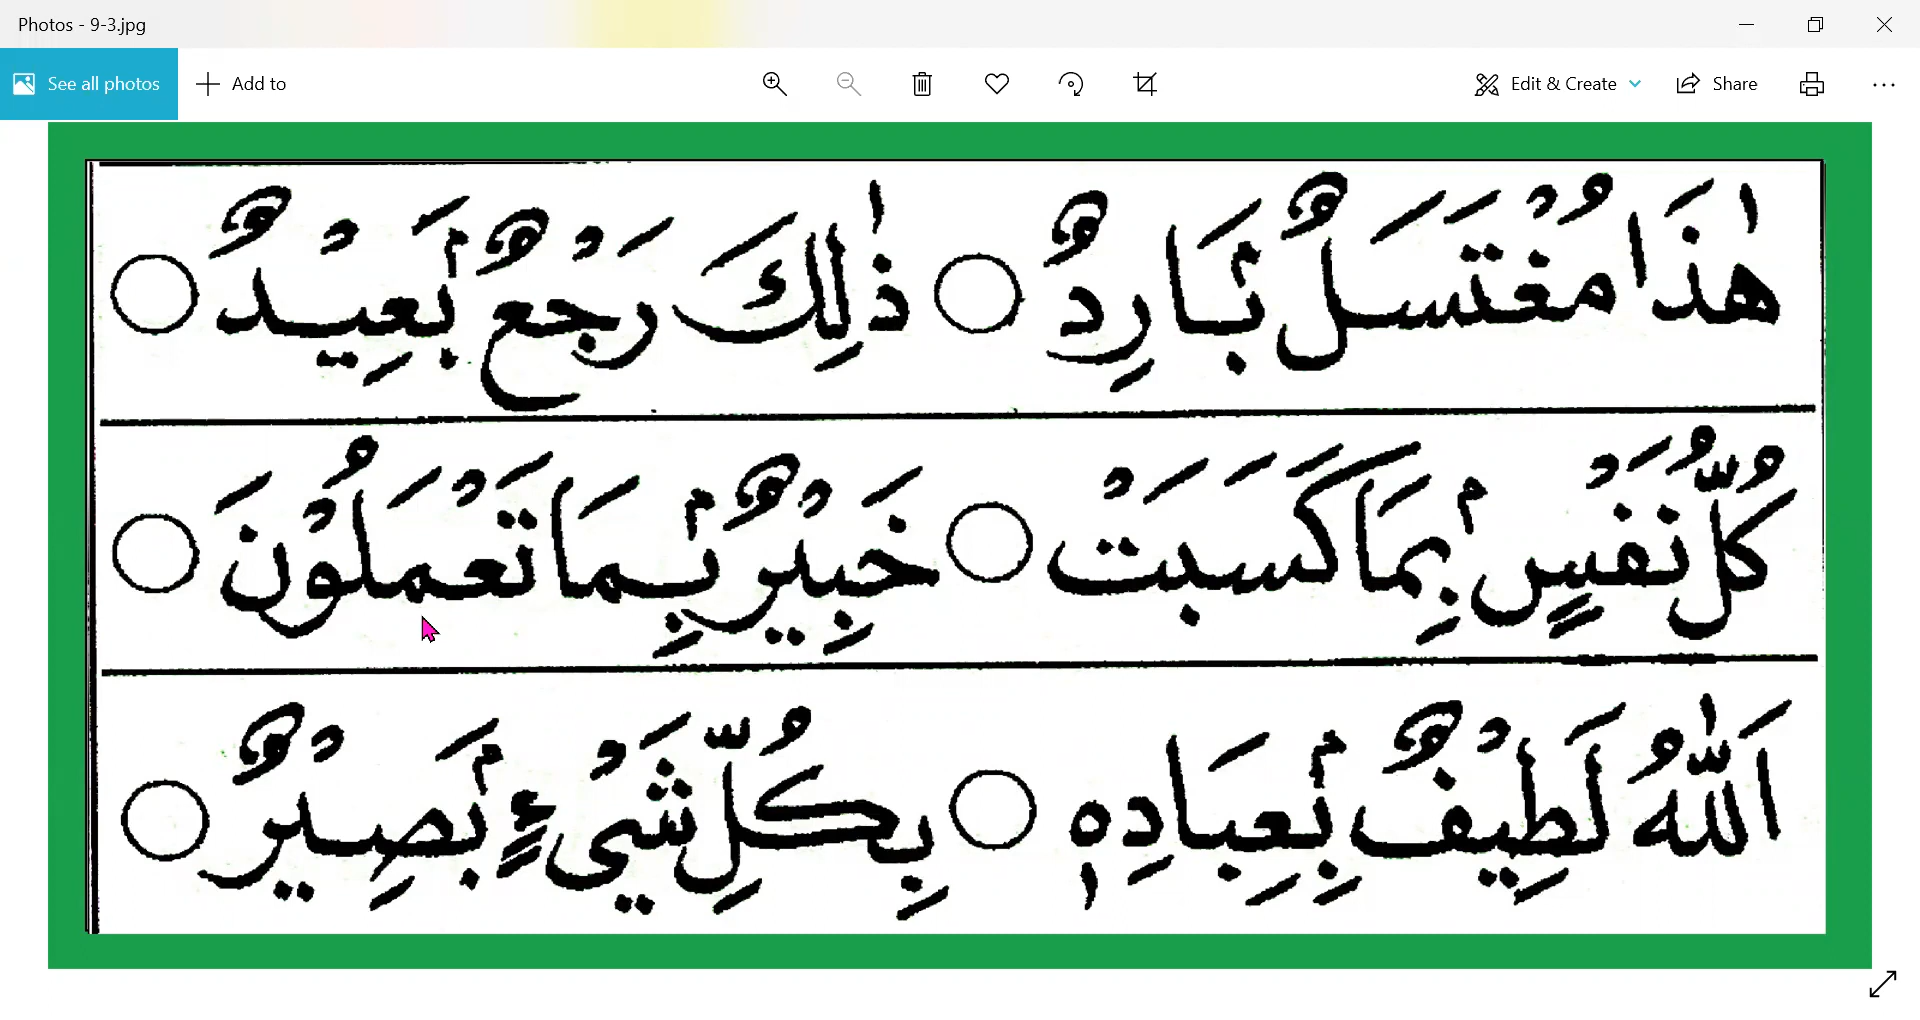 Photos - 9-3.jpg
See all photos
Add to
Edit & Create
Share
هٰذَا مُغْتَسَلٌۢ بَارِدٌ ○ ذٰلِكَ رَجْعٌۢ بَعِيْدٌ ○
كُلُّ نَفْسٍۭ بِمَا كَسَبَتْ ○ خَبِيْرٌۢ بِمَا تَعْمَلُوْنَ ○
اَللّٰهُ لَطِيْفٌۢ بِعِبَادِهٖ ○ بِكُلِّ شَيْءٍۭ بَصِيْرٌ ○